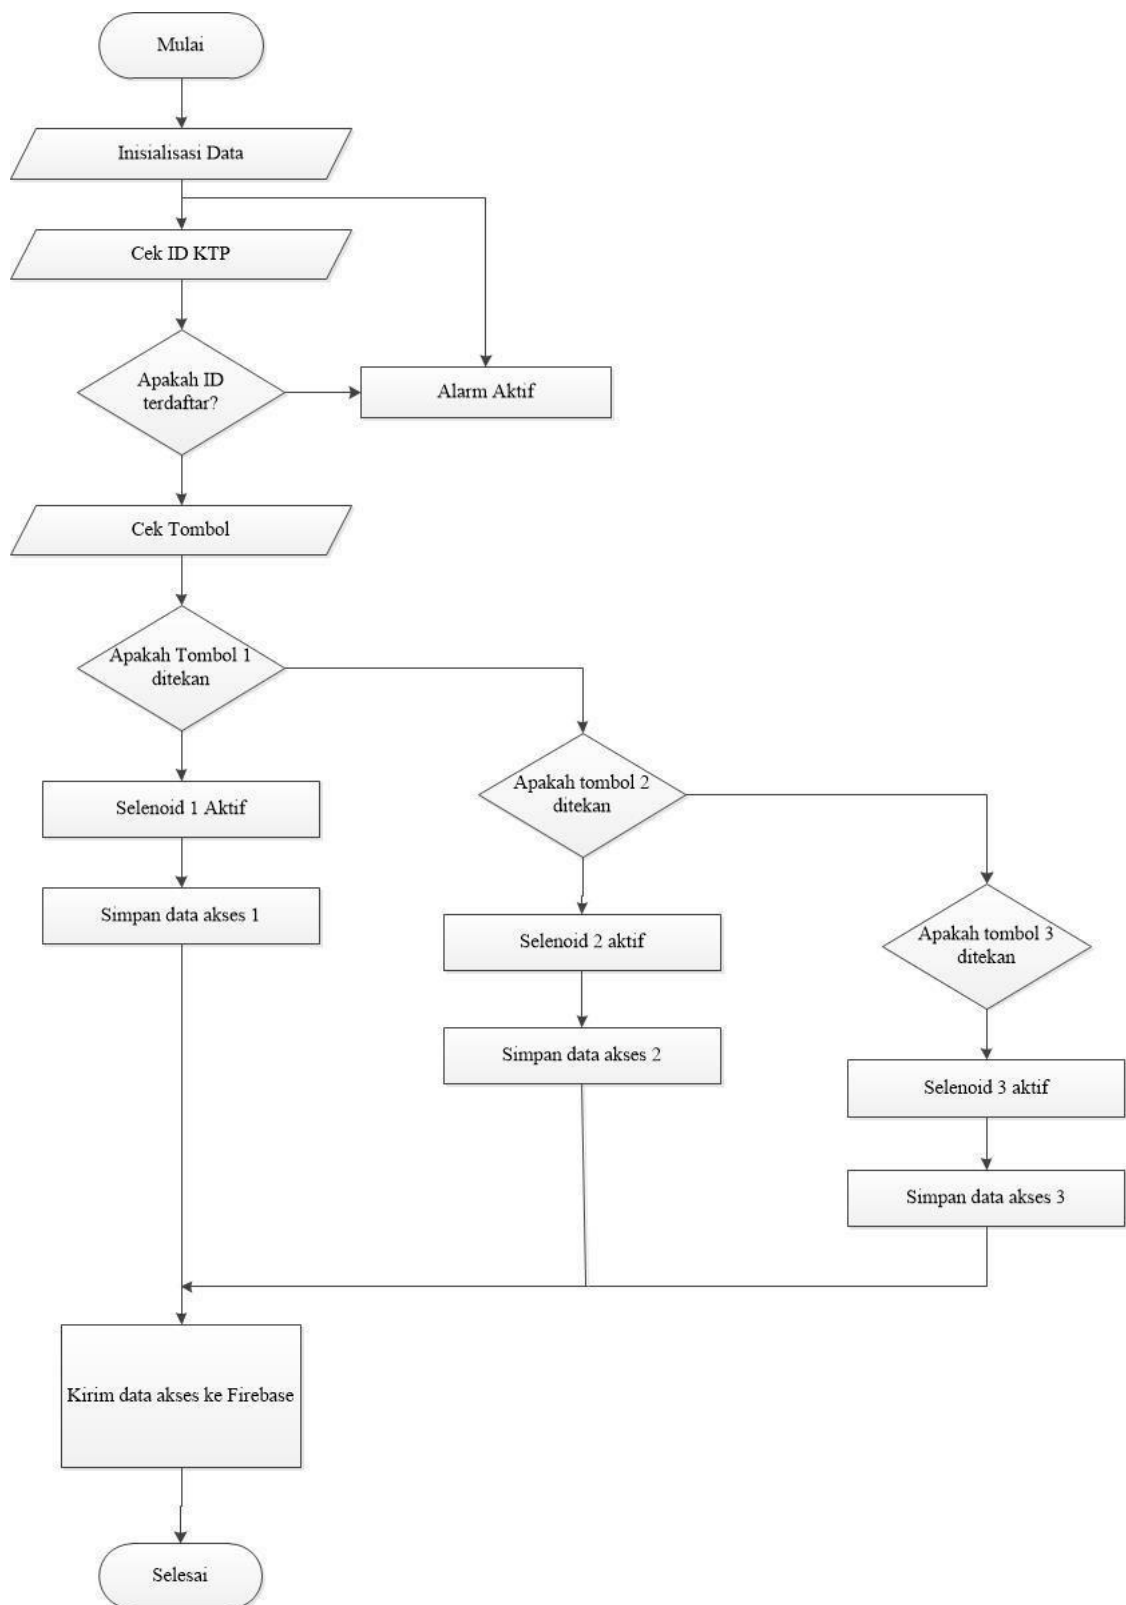 Mulai
Inisialisasi Data
Cek ID KTP
Apakah ID
terdaftar?
Alarm Aktif
Cek Tombol
Apakah Tombol 1
ditekan
Selenoid 1 Aktif
Simpan data akses 1
Apakah tombol 2
ditekan
Selenoid 2 aktif
Simpan data akses 2
Apakah tombol 3
ditekan
Selenoid 3 aktif
Simpan data akses 3
Kirim data akses ke Firebase
Selesai